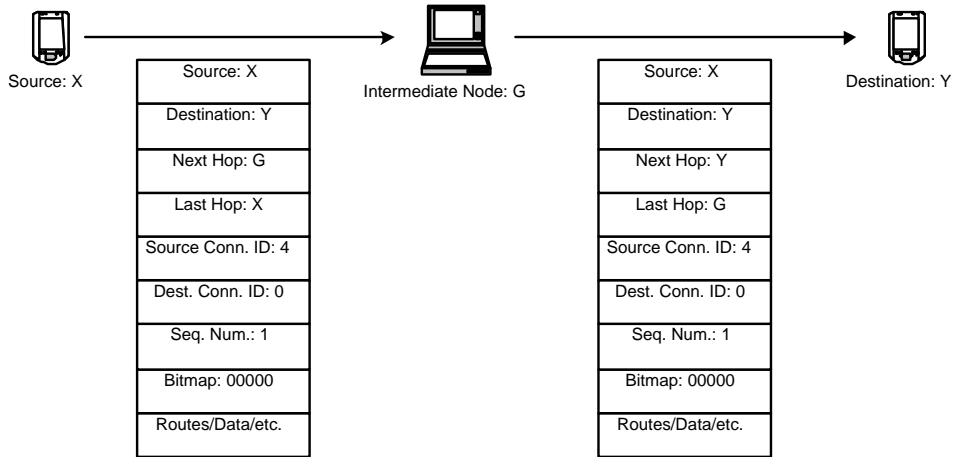 Source: X
Intermediate Node: G
Destination: Y
Source: X
Destination: Y
Next Hop: G
Last Hop: X
Source Conn. ID: 4
Dest. Conn. ID: 0
Seq. Num.: 1
Bitmap: 00000
Routes/Data/etc.
Source: X
Destination: Y
Next Hop: Y
Last Hop: G
Source Conn. ID: 4
Dest. Conn. ID: 0
Seq. Num.: 1
Bitmap: 00000
Routes/Data/etc.